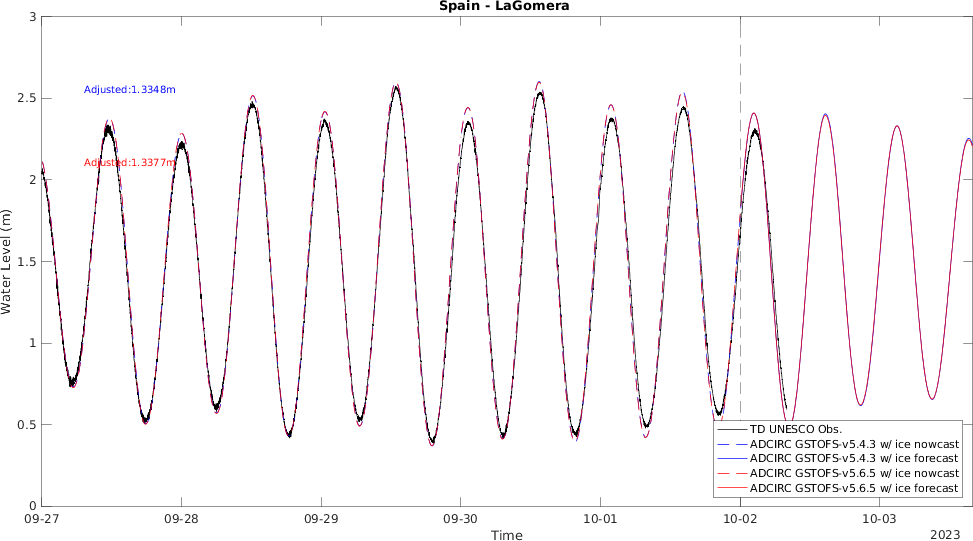 Spain - LaGomera
3
2.5
2
1.5
1
0.5
0
Water Level (m)
Adjusted:1.3348m
Adjusted:1.3377m
TD UNESCO Obs.
ADCIRC GSTOFS-v5.4.3 w/ ice nowcast
ADCIRC GSTOFS-v5.4.3 w/ ice forecast
ADCIRC GSTOFS-v5.6.5 w/ ice nowcast
ADCIRC GSTOFS-v5.6.5 w/ ice forecast
09-27 09-28 09-29 09-30 10-01 10-02 10-03
Time
2023